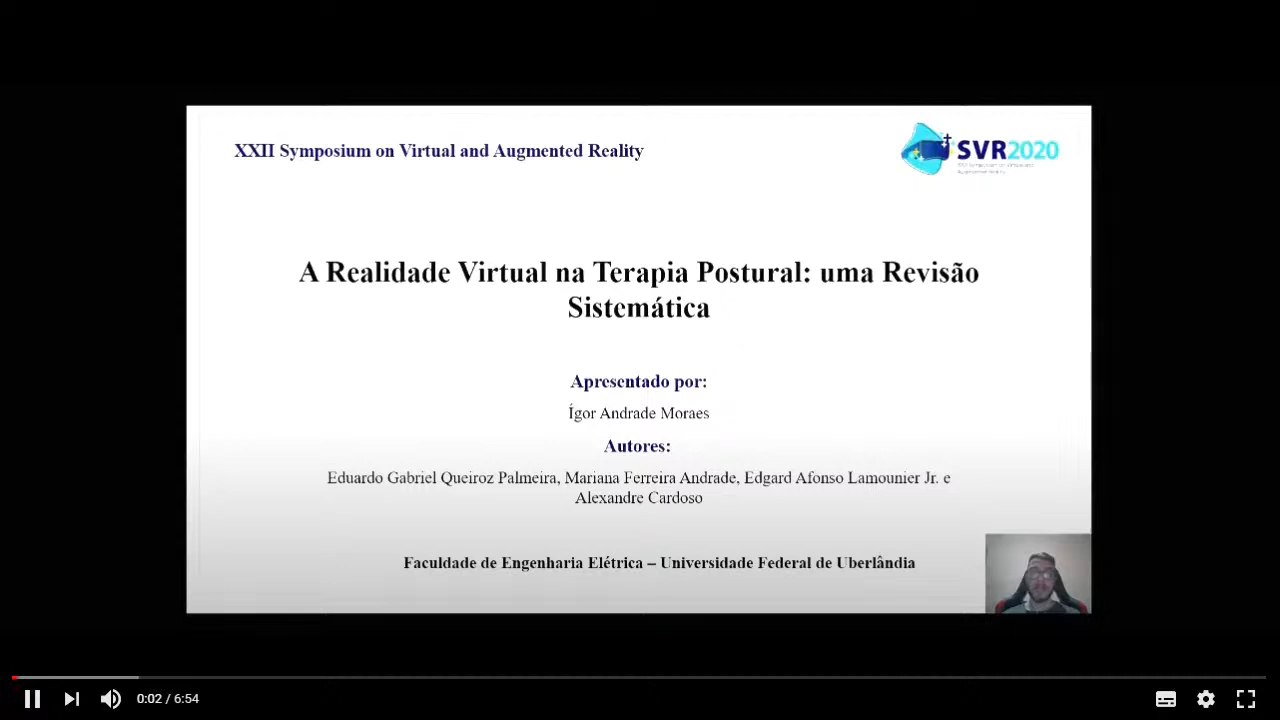 XXII Symposium on Virtual and Augmented Reality
SVR2020
A Realidade Virtual na Terapia Postural: uma Revisão
Sistemática
Apresentado por:
Ígor Andrade Moraes
Autores:
Eduardo Gabriel Queiroz Palmeira, Mariana Ferreira Andrade, Edgard Afonso Lamounier Jr. e
Alexandre Cardoso
Faculdade de Engenharia Elétrica – Universidade Federal de Uberlândia
0:02 / 6:54